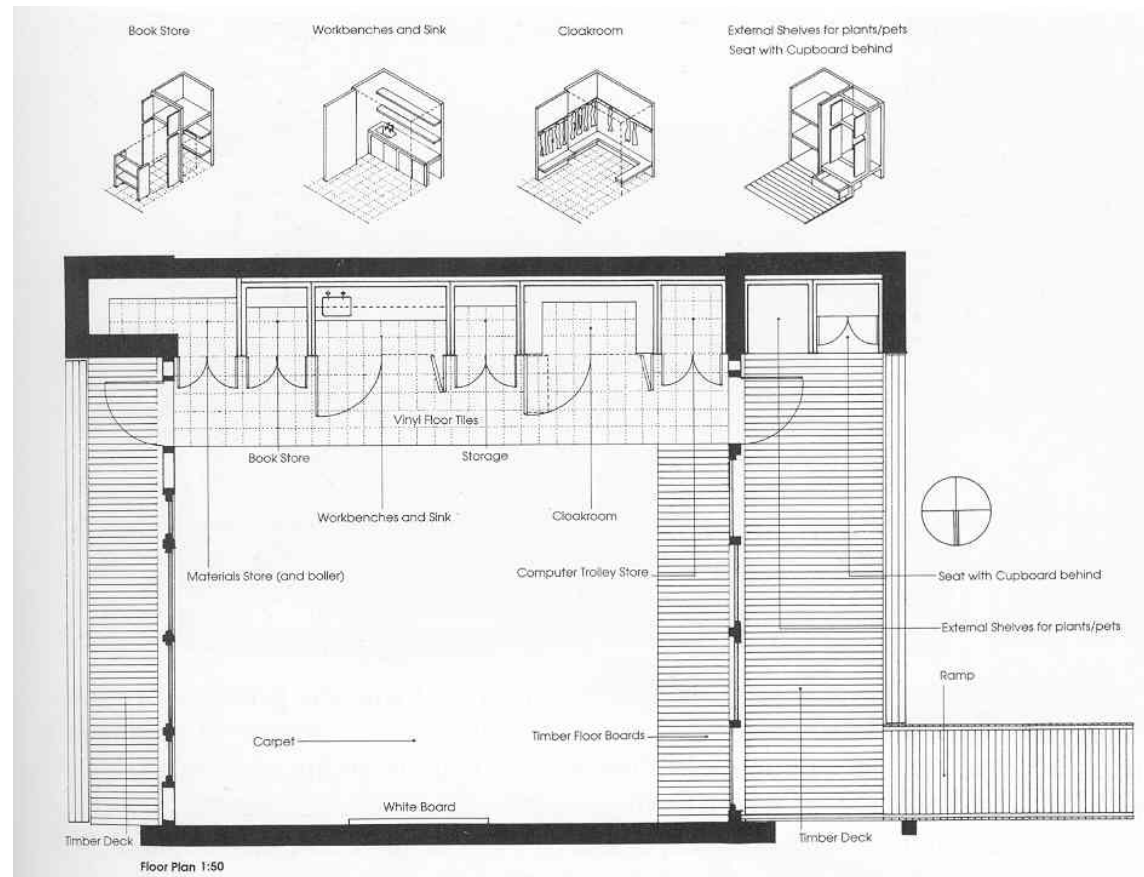 Book Store
Workbenches and Sink
Cloakroom
External Shelves for plants/pets
Seat with Cupboard behind
Vinyl Floor Tiles
Book Store
Storage
Workbenches and Sink
Cloakroom
Materials Store (and boiler)
Computer Trolley Store
Seat with Cupboard behind
External Shelves for plants/pets
Ramp
Carpet
Timber Floor Boards
White Board
Timber Deck
Timber Deck
Floor Plan 1:50